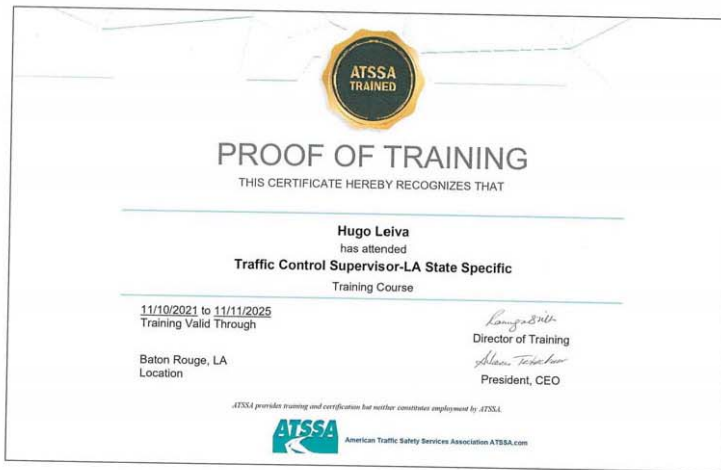 ATSSA
TRAINED
PROOF OF TRAINING
THIS CERTIFICATE HEREBY RECOGNIZES THAT
Hugo Leiva
has attended
Traffic Control Supervisor-LA State Specific
Training Course
11/10/2021 to 11/11/2025
Training Valid Through
Director of Training
Baton Rouge, LA
Location
President, CEO
ATSSA provides training and certification but neither constitutes employment by ATSSA.
ATSSA
American Traffic Safety Services Association ATSSA.com